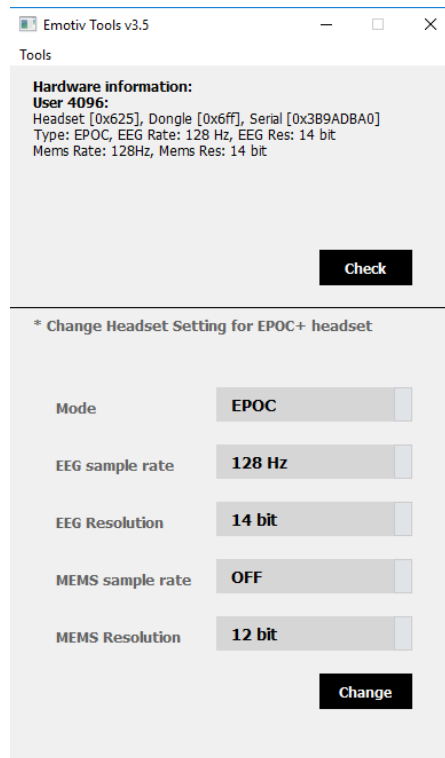 Emotiv Tools v3.5
Tools
Hardware information:
User 4096:
Headset [0x625], Dongle [0x6ff], Serial [0x3B9ADBA0]
Type: EPOC, EEG Rate: 128 Hz, EEG Res: 14 bit
Mems Rate: 128Hz, Mems Res: 14 bit
Check
* Change Headset Setting for EPOC+ headset
Mode EPOC
EEG sample rate 128 Hz
EEG Resolution 14 bit
MEMS sample rate OFF
MEMS Resolution 12 bit
Change